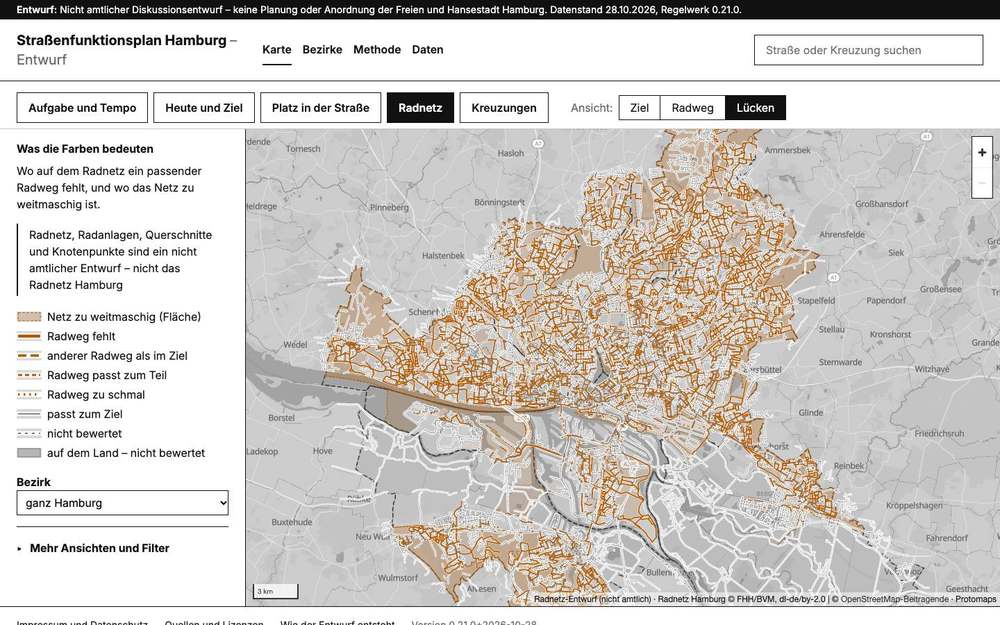 Entwurf: Nicht amtlicher Diskussionsentwurf – keine Planung oder Anordnung der Freien und Hansestadt Hamburg. Datenstand 28.10.2026, Regelwerk 0.21.0.
Straßenfunktionsplan Hamburg –
Entwurf
Karte Bezirke Methode Daten
Straße oder Kreuzung suchen
Aufgabe und Tempo Heute und Ziel Platz in der Straße Radnetz Kreuzungen Ansicht: Ziel Radweg Lücken
Was die Farben bedeuten
Wo auf dem Radnetz ein passender
Radweg fehlt, und wo das Netz zu
weitmaschig ist.
Radnetz, Radanlagen, Querschnitte
und Knotenpunkte sind ein nicht
amtlicher Entwurf – nicht das
Radnetz Hamburg
Netz zu weitmaschig (Fläche)
Radweg fehlt
anderer Radweg als im Ziel
Radweg passt zum Teil
Radweg zu schmal
passt zum Ziel
nicht bewertet
auf dem Land – nicht bewertet
Bezirk
ganz Hamburg
▸ Mehr Ansichten und Filter
Tornesch
Hasloh
A7
Ammersbek
A1
+
−
Pinneberg
Bönningstedt
Großhansdorf
Ahrensfelde
Siek
Halstenbek
A1
Großensee
Stapelfeld
Papendorf
Stellau
Kronshorst
Wedel
Stemwarde
Witzhave
Borstel
Glinde
Friedrichsruh
Hove
Reinbek
Kröppelshagen
Buxtehude
Fahrendorf
Wulmstorf
Geesthacht
3 km
Radnetz-Entwurf (nicht amtlich) · Radnetz Hamburg © FHH/BVM, dl-de/by-2.0 | © OpenStreetMap-Beitragende · Protomaps
Impressum und Datenschutz Quellen und Lizenzen Wie der Entwurf entsteht Version 0.21.0+2026-10-28